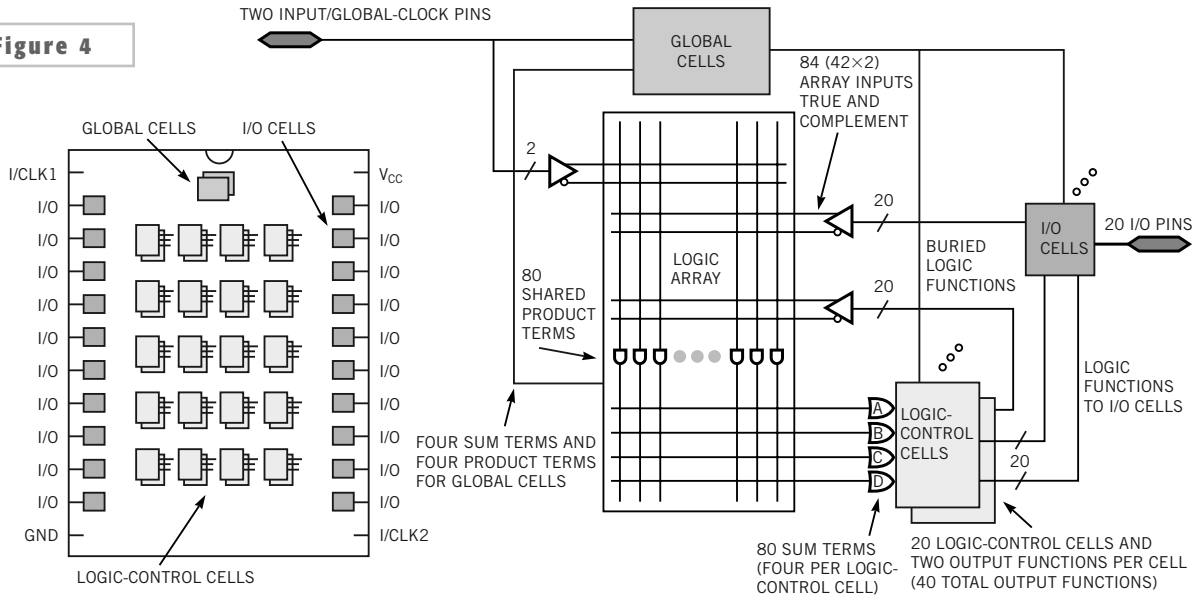 Figure 4
TWO INPUT/GLOBAL-CLOCK PINS
GLOBAL
CELLS
84 (42×2)
ARRAY INPUTS
TRUE AND
COMPLEMENT
GLOBAL CELLS
I/O CELLS
I/CLK1
I/O
I/O
I/O
I/O
I/O
I/O
I/O
I/O
I/O
I/O
GND
VCC
I/O
I/O
I/O
I/O
I/O
I/O
I/O
I/O
I/O
I/O
I/CLK2
LOGIC-CONTROL CELLS
2
20
I/O
CELLS
20 I/O PINS
LOGIC
ARRAY
BURIED
LOGIC
FUNCTIONS
80
SHARED
PRODUCT
TERMS
20
LOGIC
FUNCTIONS
TO I/O CELLS
A
B
C
D
LOGIC-
CONTROL
CELLS
20
FOUR SUM TERMS AND
FOUR PRODUCT TERMS
FOR GLOBAL CELLS
80 SUM TERMS
(FOUR PER LOGIC-
CONTROL CELL)
20 LOGIC-CONTROL CELLS AND
TWO OUTPUT FUNCTIONS PER CELL
(40 TOTAL OUTPUT FUNCTIONS)